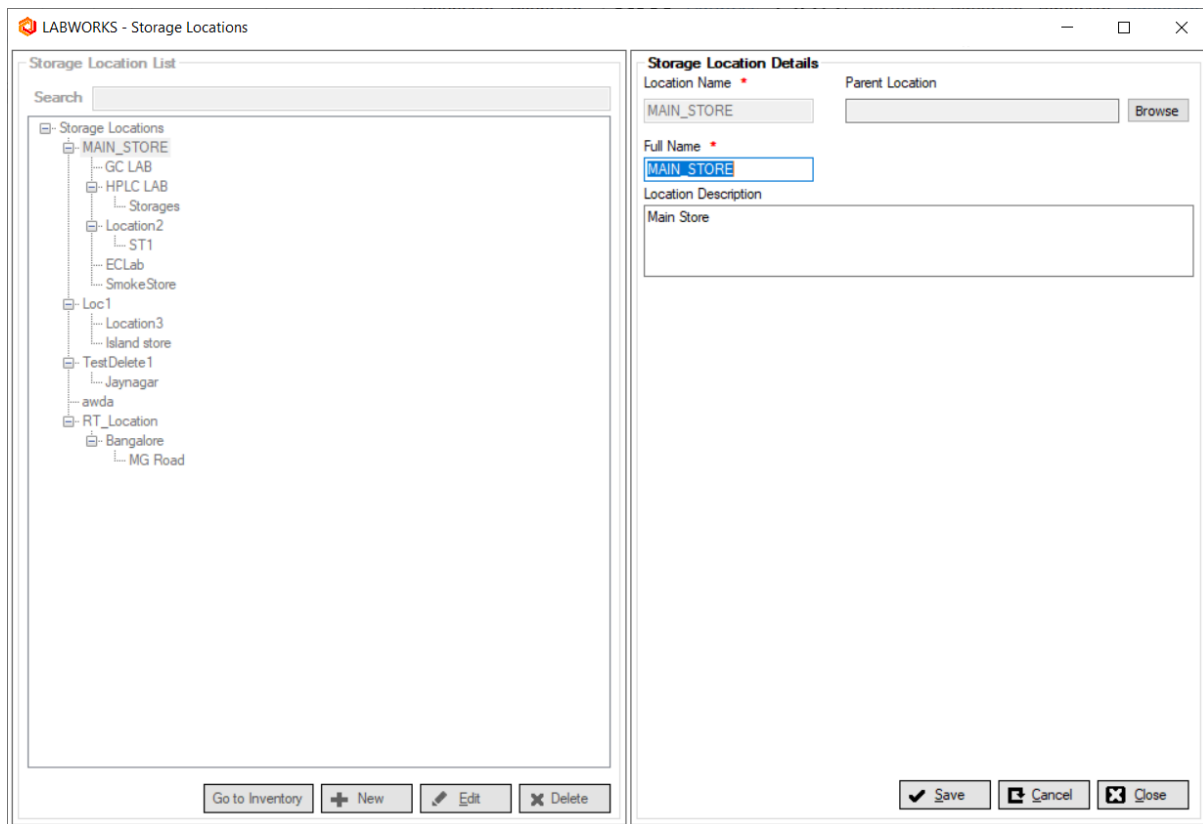 LABWORKS - Storage Locations
Storage Location List
Search
Storage Locations
MAIN_STORE
GC LAB
HPLC LAB
Storages
Location2
ST1
ECLab
SmokeStore
Loc1
Location3
Island store
TestDelete1
Jaynagar
awda
RT_Location
Bangalore
MG Road
Go to Inventory New Edit Delete
Storage Location Details
Location Name * Parent Location
MAIN_STORE Browse
Full Name *
MAIN_STORE
Location Description
Main Store
Save Cancel Close